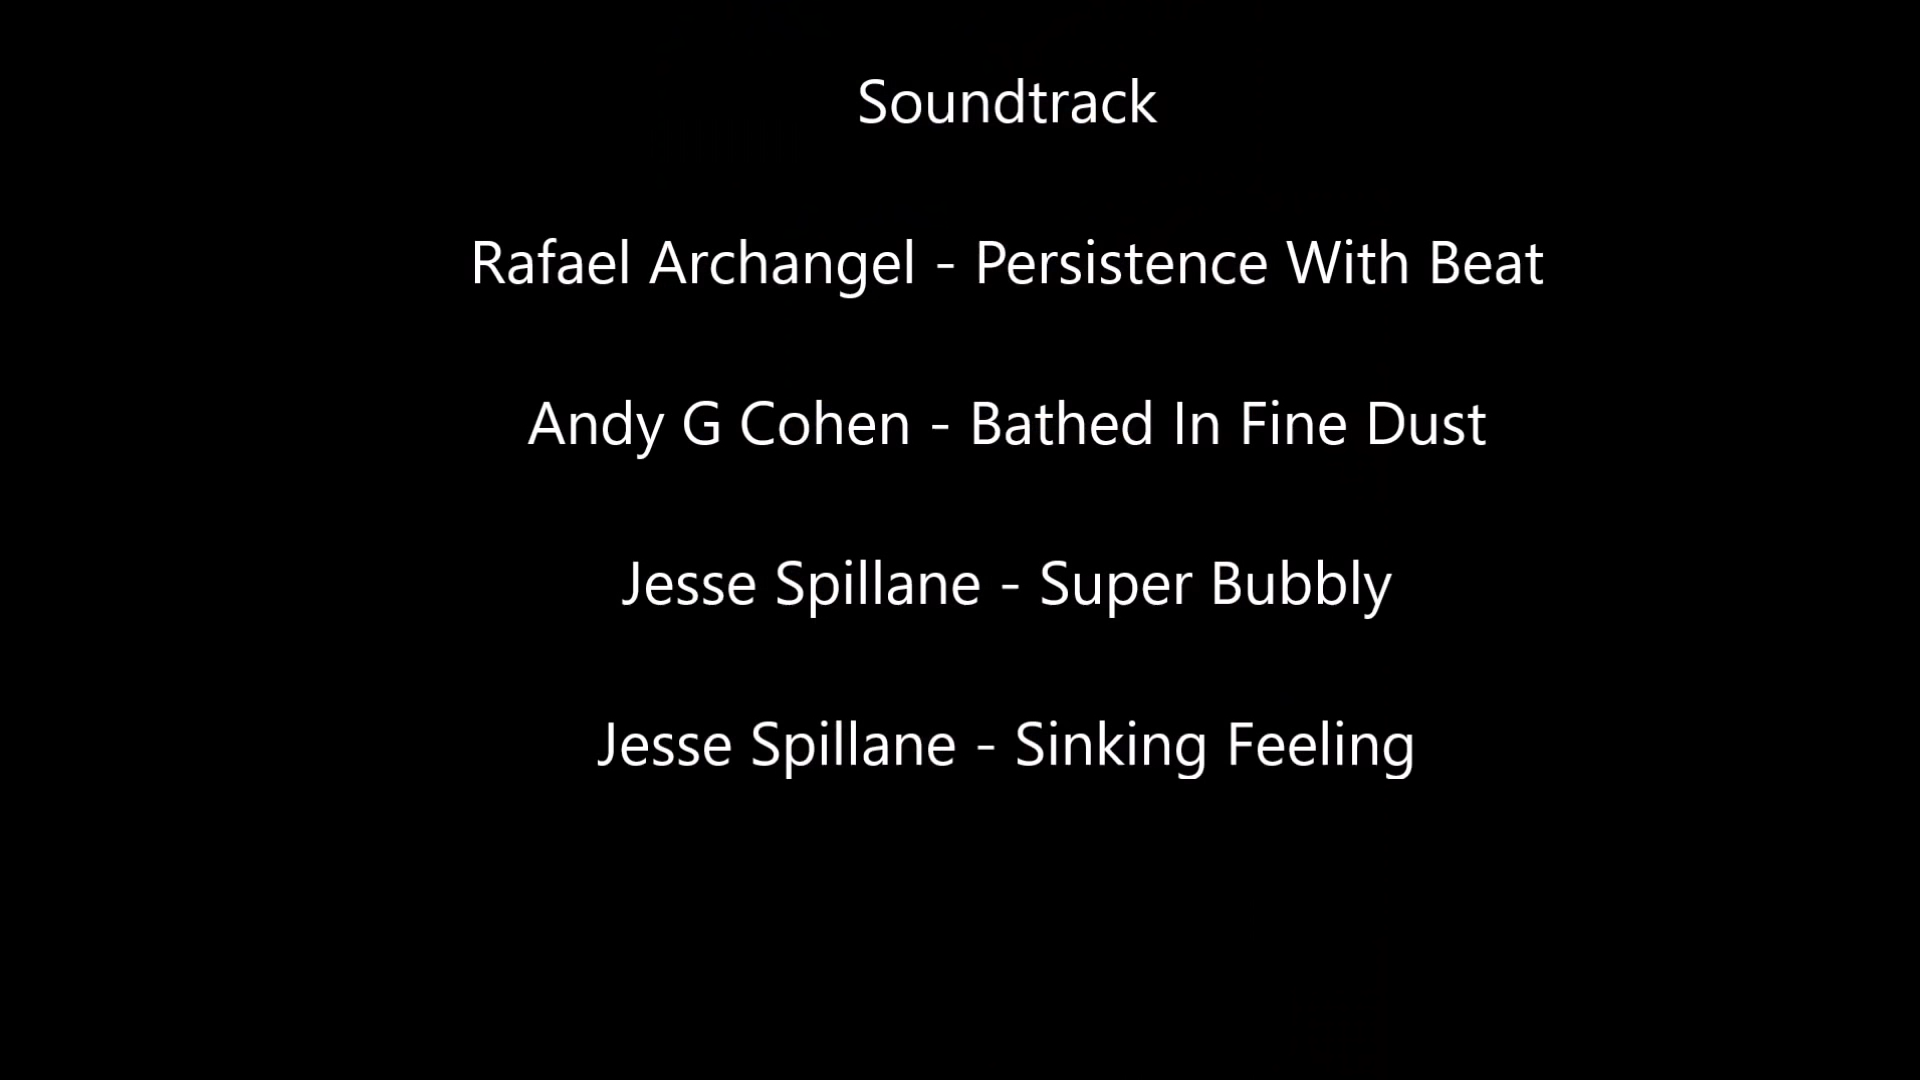 Soundtrack
Rafael Archangel - Persistence With Beat
Andy G Cohen - Bathed In Fine Dust
Jesse Spillane - Super Bubbly
Jesse Spillane - Sinking Feeling